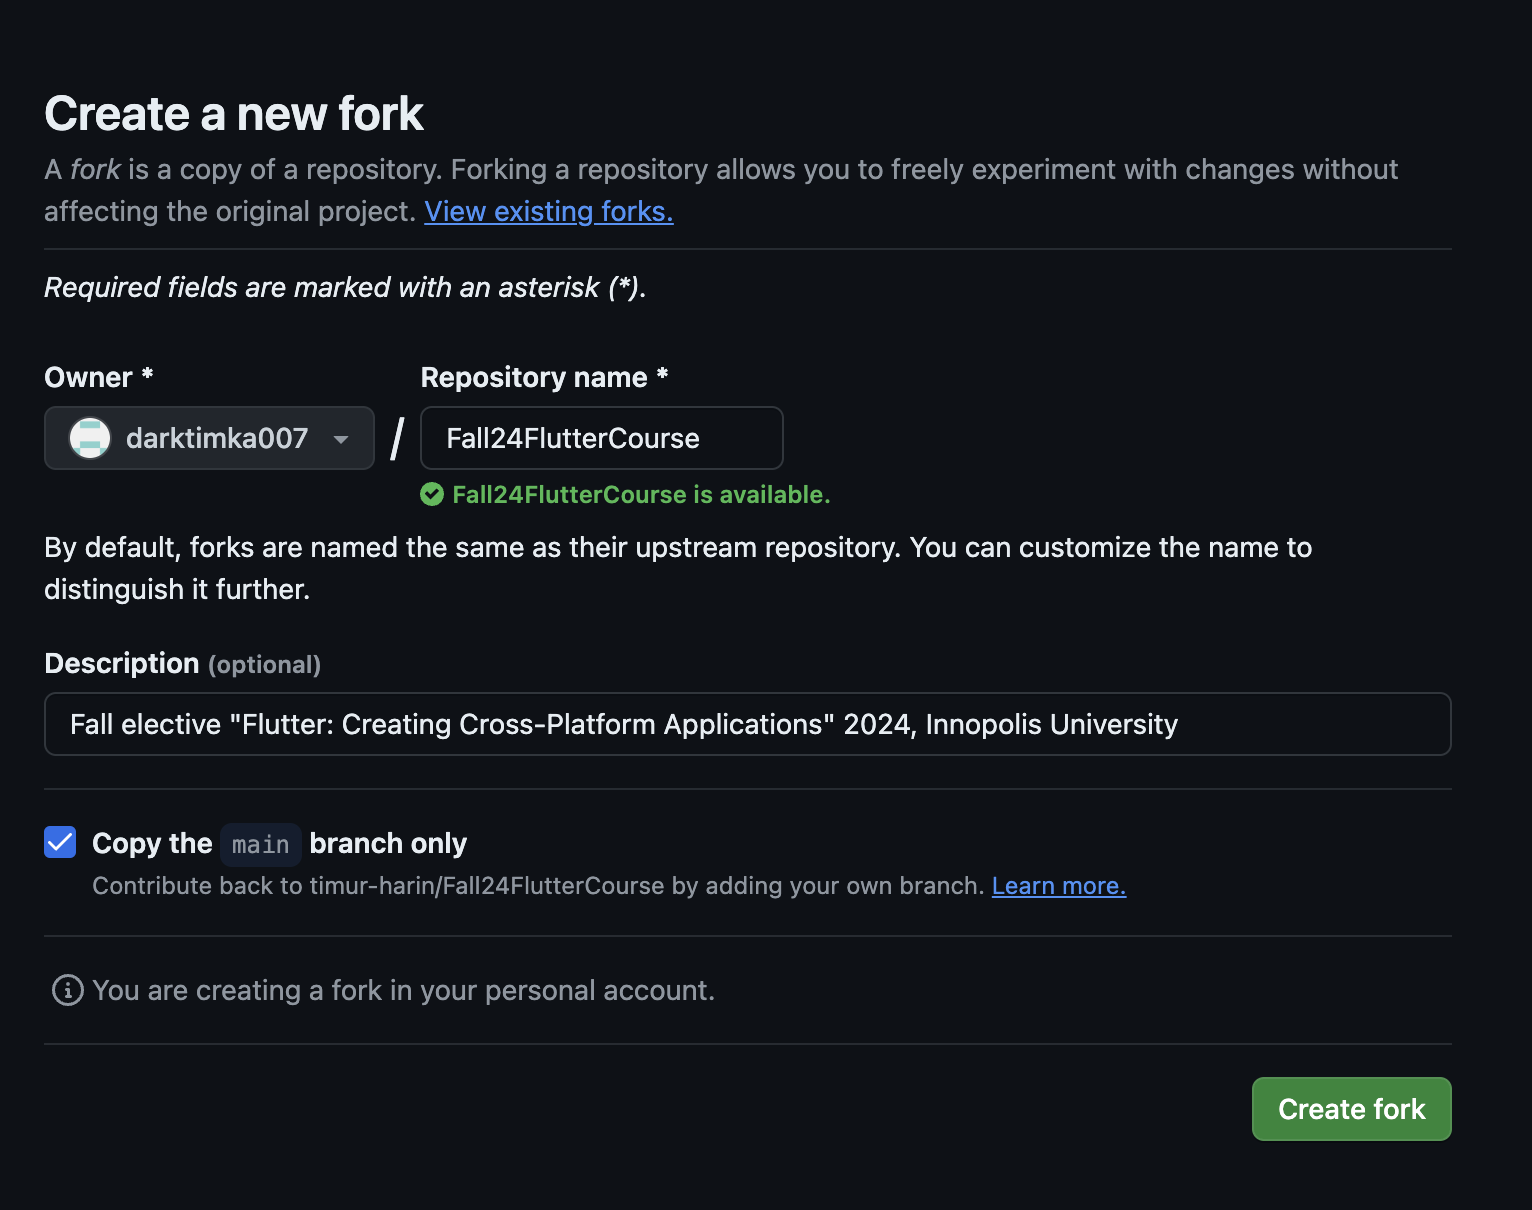 Create a new fork
A fork is a copy of a repository. Forking a repository allows you to freely experiment with changes without
affecting the original project. View existing forks.
Required fields are marked with an asterisk (*).
Owner * Repository name *
darktimka007 / Fall24FlutterCourse
Fall24FlutterCourse is available.
By default, forks are named the same as their upstream repository. You can customize the name to
distinguish it further.
Description (optional)
Fall elective "Flutter: Creating Cross-Platform Applications" 2024, Innopolis University
Copy the main branch only
Contribute back to timur-harin/Fall24FlutterCourse by adding your own branch. Learn more.
You are creating a fork in your personal account.
Create fork